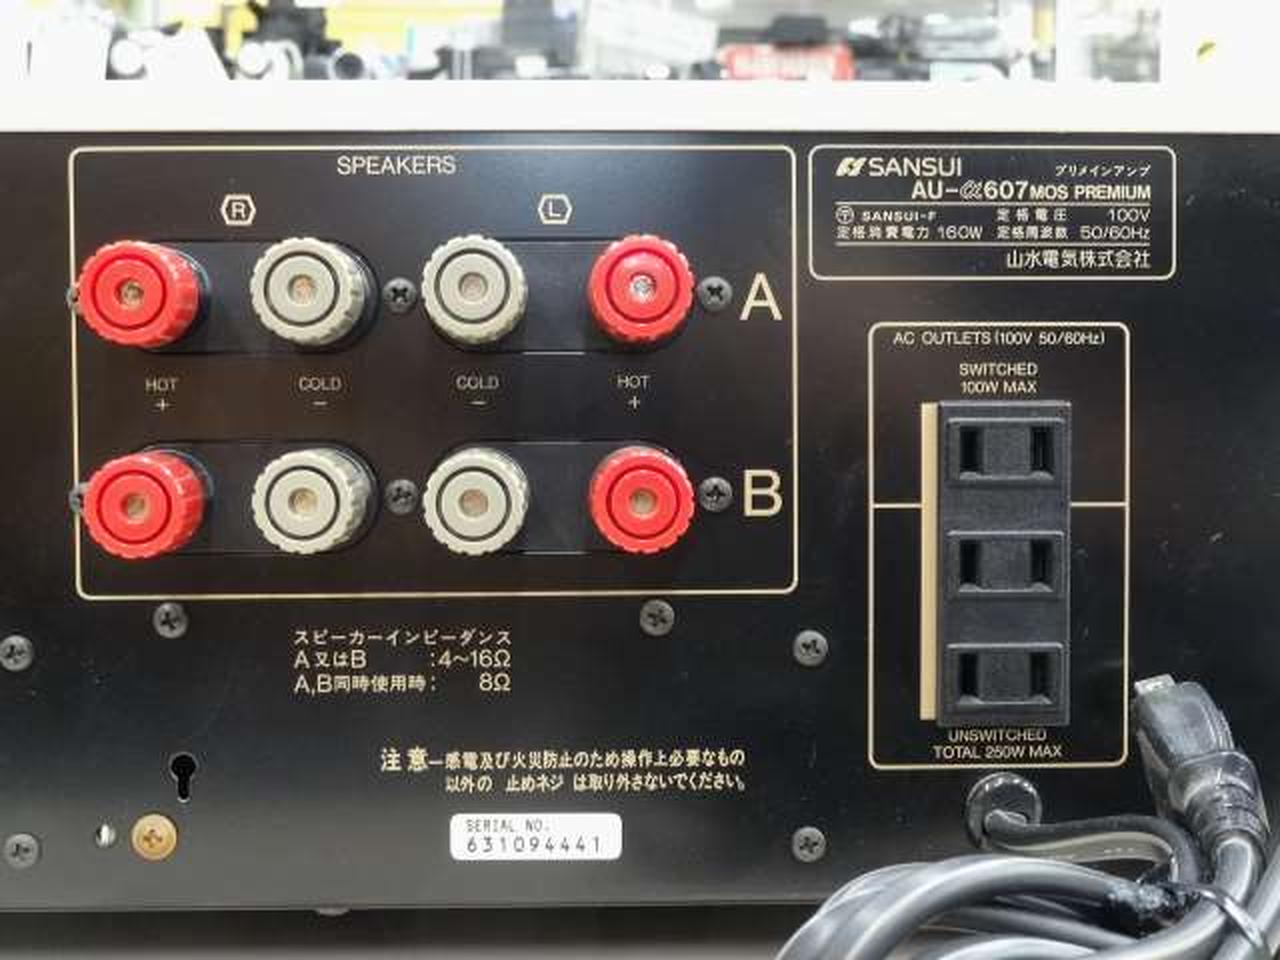 SPEAKERS
R
L
A
HOT
+
COLD
−
COLD
−
HOT
+
B
スピーカーインピーダンス
A又はB :4~16Ω
A,B同時使用時: 8Ω
注意―感電及び火災防止のため操作上必要なもの
以外の 止めネジ は取り外さないでください。
SERIAL NO.
631094441
SANSUI プリメインアンプ
AU-α607MOS PREMIUM
〒 SANSUI-F 定格電圧 100V
定格消費電力 160W 定格周波数 50/60Hz
山水電気株式会社
AC OUTLETS (100V 50/60Hz)
SWITCHED
100W MAX
UNSWITCHED
TOTAL 250W MAX